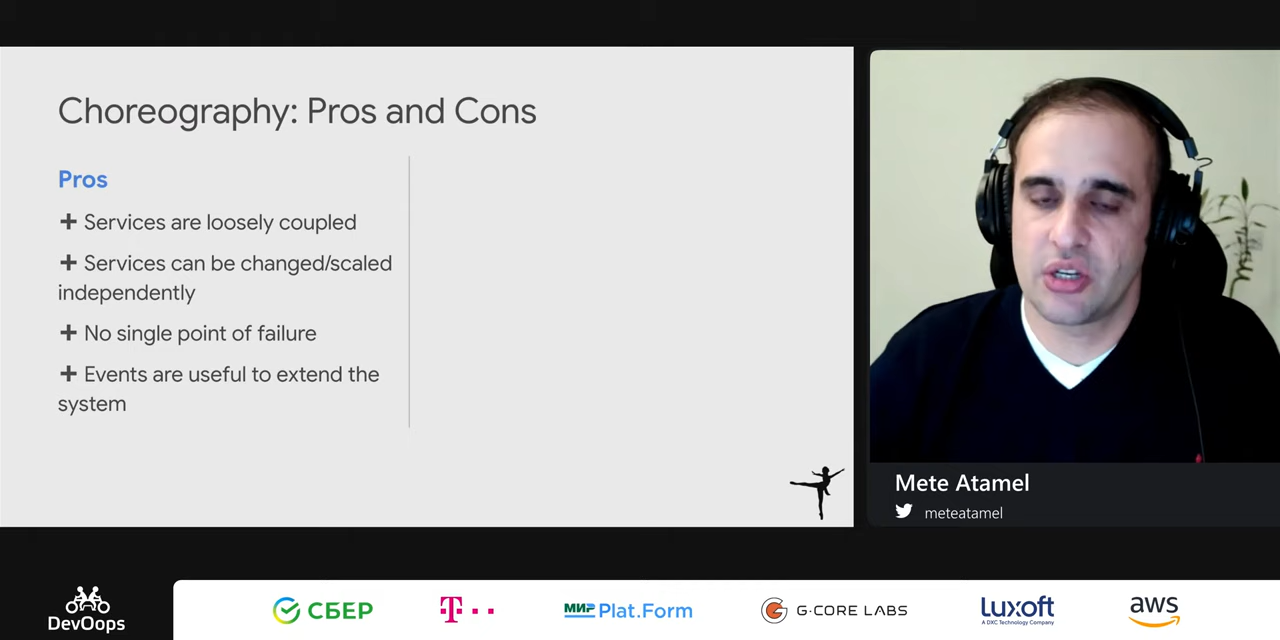 Choreography: Pros and Cons
Pros
+ Services are loosely coupled
+ Services can be changed/scaled
independently
+ No single point of failure
+ Events are useful to extend the
system
Mete Atamel
meteatamel
DevOops
СБЕР
T
МИР Plat.Form
G·CORE LABS
luxoft
A DXC Technology Company
aws